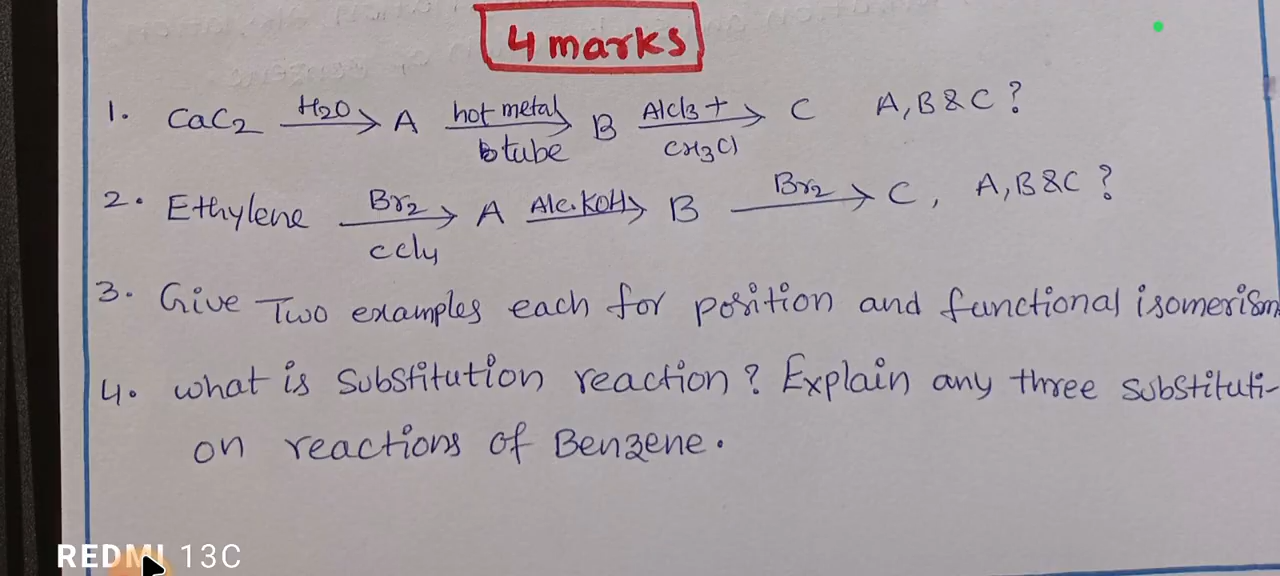 4 marks
1. CaC2 H2O→ A hot metal tube→ B AlCl3 + CH3Cl→ C A, B & C ?
2. Ethylene Br2 ccl4→ A Alc.KOH→ B Br2→ C, A, B & C ?
3. Give Two examples each for position and functional isomerism.
4. what is substitution reaction? Explain any three substituti-
on reactions of Benzene.
REDMI 13C